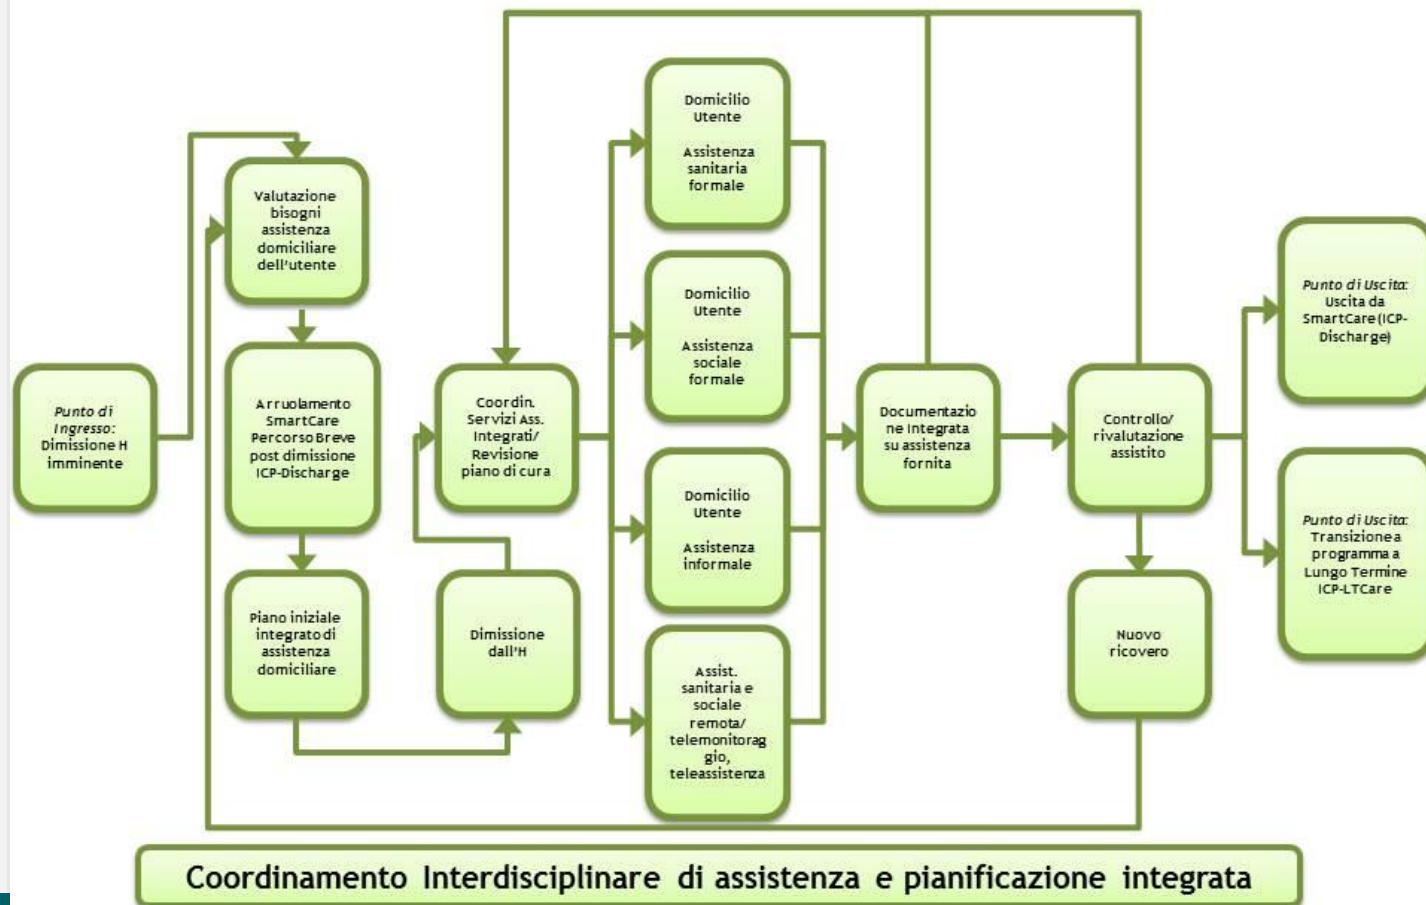 Punto di
Ingresso:
Dimissione H
imminente
Valutazione
bisogni
assistenza
domiciliare
dell'utente
Arruolamento
SmartCare
Percorso Breve
post dimissione
ICP-Discharge
Piano iniziale
integrato di
assistenza
domiciliare
Dimissione
dall'H
Coordin.
Servizi Ass.
Integrati/
Revisione
piano di cura
Domicilio
Utente
Assistenza
sanitaria
formale
Domicilio
Utente
Assistenza
sociale
formale
Domicilio
Utente
Assistenza
informale
Assist.
sanitaria e
sociale
remota/
telemonitorag
gio,
teleassistenza
Documentazio
ne Integrata
su assistenza
fornita
Controllo/
rivalutazione
assistito
Nuovo
ricovero
Punto di Uscita:
Uscita da
SmartCare (ICP-
Discharge)
Punto di Uscita:
Transizione a
programma a
Lungo Termine
ICP-LTCare
Coordinamento Interdisciplinare di assistenza e pianificazione integrata